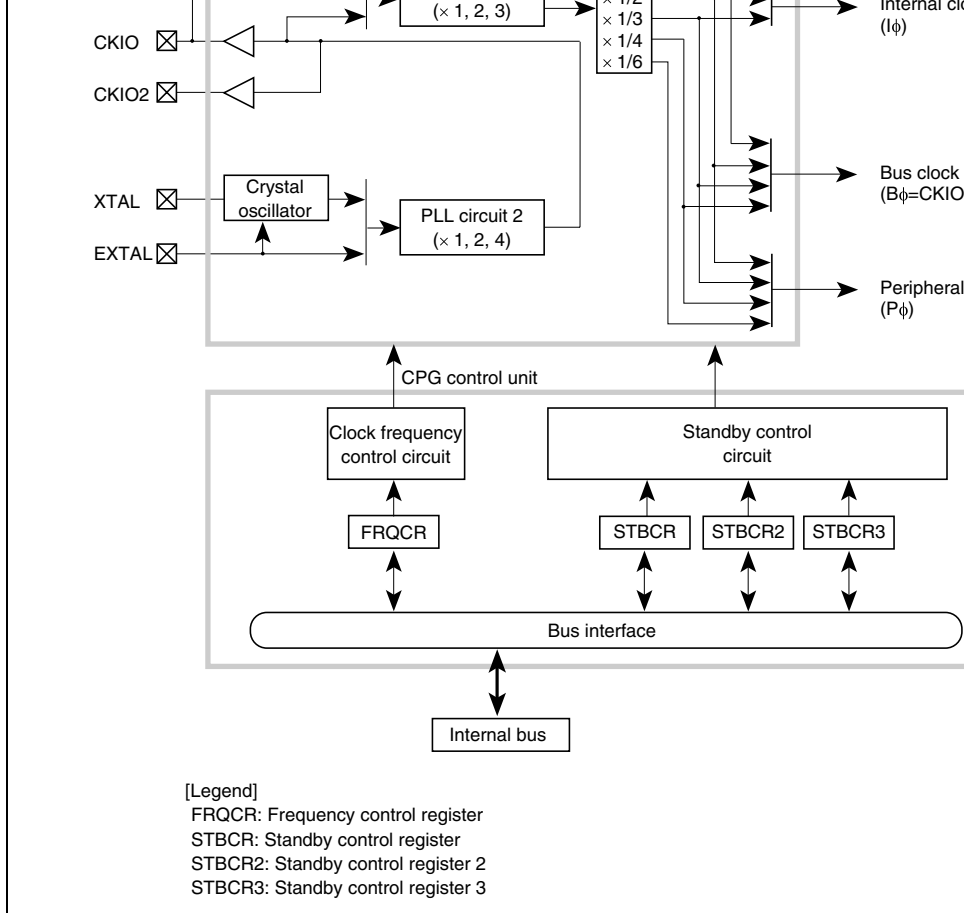 (× 1, 2, 3)
× 1/3
× 1/4
× 1/6
Internal
(Iϕ)
CKIO
CKIO2
XTAL
Crystal
oscillator
EXTAL
PLL circuit 2
(× 1, 2, 4)
Bus clock
(Bϕ=CKIO
Peripheral
(Pϕ)
CPG control unit
Clock frequency
control circuit
Standby control
circuit
FRQCR
STBCR
STBCR2
STBCR3
Bus interface
Internal bus
[Legend]
FRQCR: Frequency control register
STBCR: Standby control register
STBCR2: Standby control register 2
STBCR3: Standby control register 3